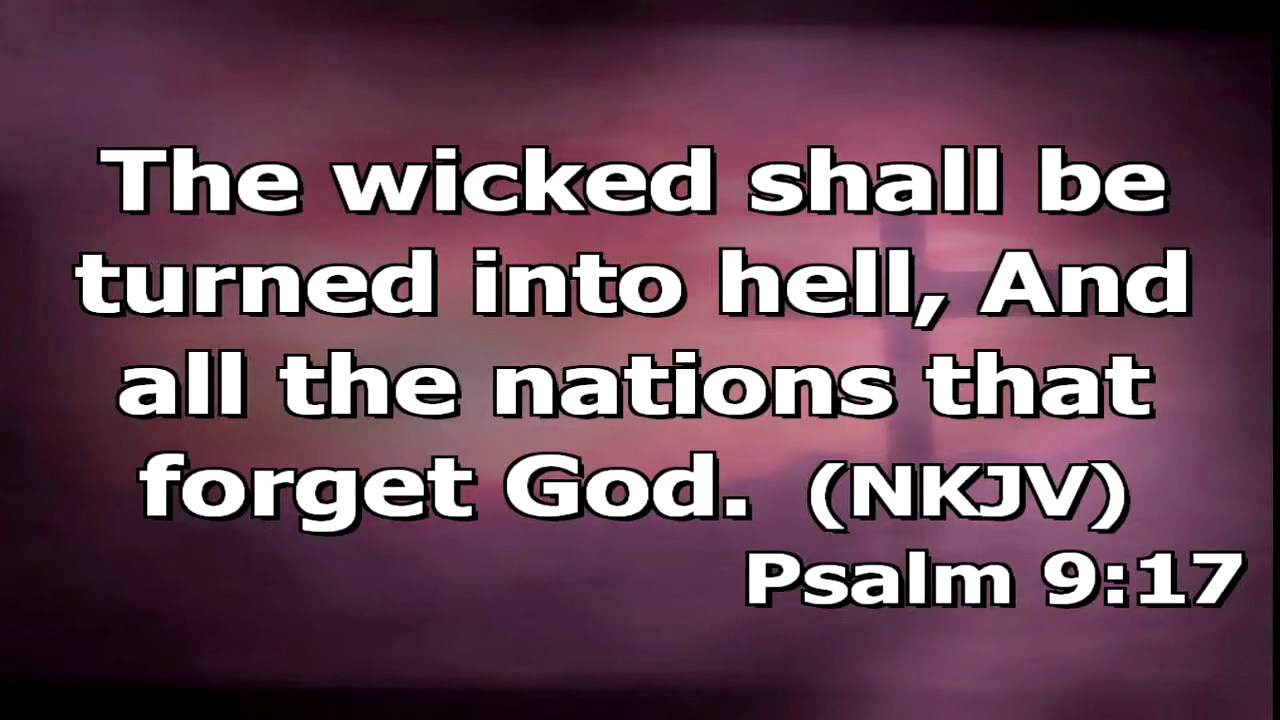 The wicked shall be
turned into hell, And
all the nations that
forget God. (NKJV)
Psalm 9:17